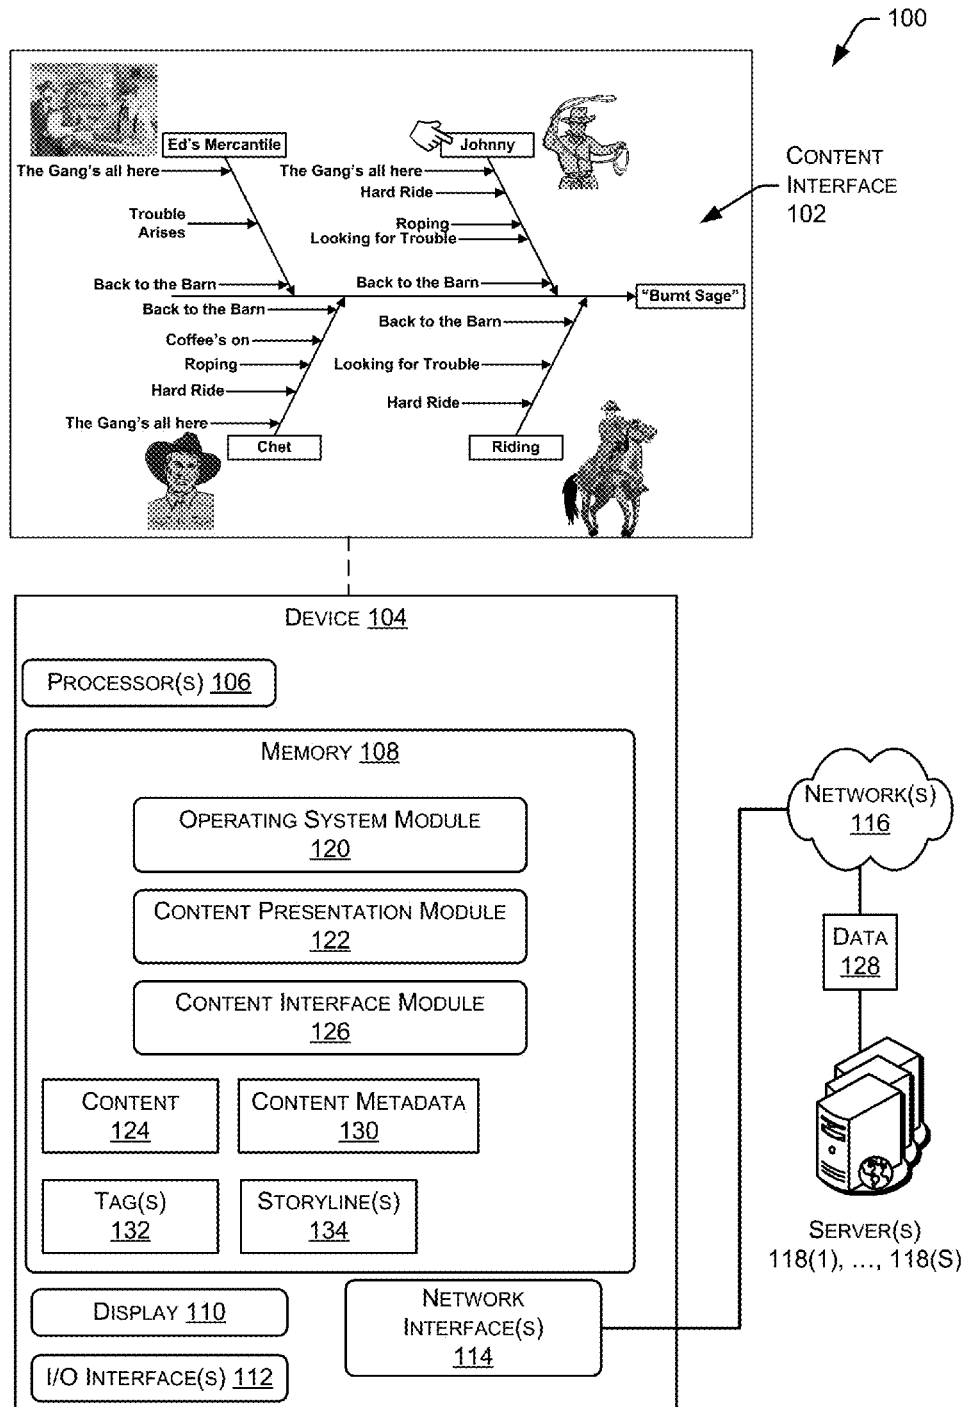 100
Ed's Mercantile
Johnny
The Gang's all here
The Gang's all here
Hard Ride
Trouble
Arises
Roping
Looking for Trouble
CONTENT
INTERFACE
102
Back to the Barn
Back to the Barn
"Burnt Sage"
Back to the Barn
Back to the Barn
Coffee's on
Roping
Looking for Trouble
Hard Ride
Hard Ride
The Gang's all here
Chet
Riding
DEVICE 104
PROCESSOR(S) 106
MEMORY 108
OPERATING SYSTEM MODULE
120
CONTENT PRESENTATION MODULE
122
CONTENT INTERFACE MODULE
126
CONTENT
124
CONTENT METADATA
130
TAG(S)
132
STORYLINE(S)
134
DISPLAY 110
I/O INTERFACE(S) 112
NETWORK
INTERFACE(S)
114
NETWORK(S)
116
DATA
128
SERVER(S)
118(1), ..., 118(S)